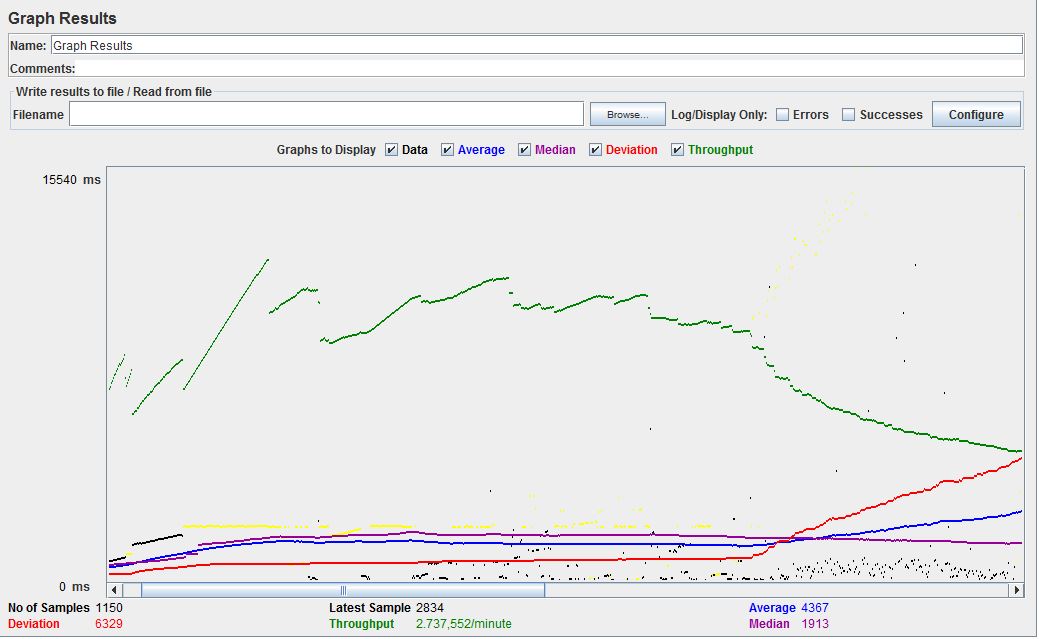 Graph Results
Name: Graph Results
Comments:
Write results to file / Read from file
Filename Browse... Log/Display Only: Errors Successes Configure
Graphs to Display Data Average Median Deviation Throughput
15540 ms
0 ms
No of Samples 1150 Latest Sample 2834 Average 4367
Deviation 6329 Throughput 2.737,552/minute Median 1913